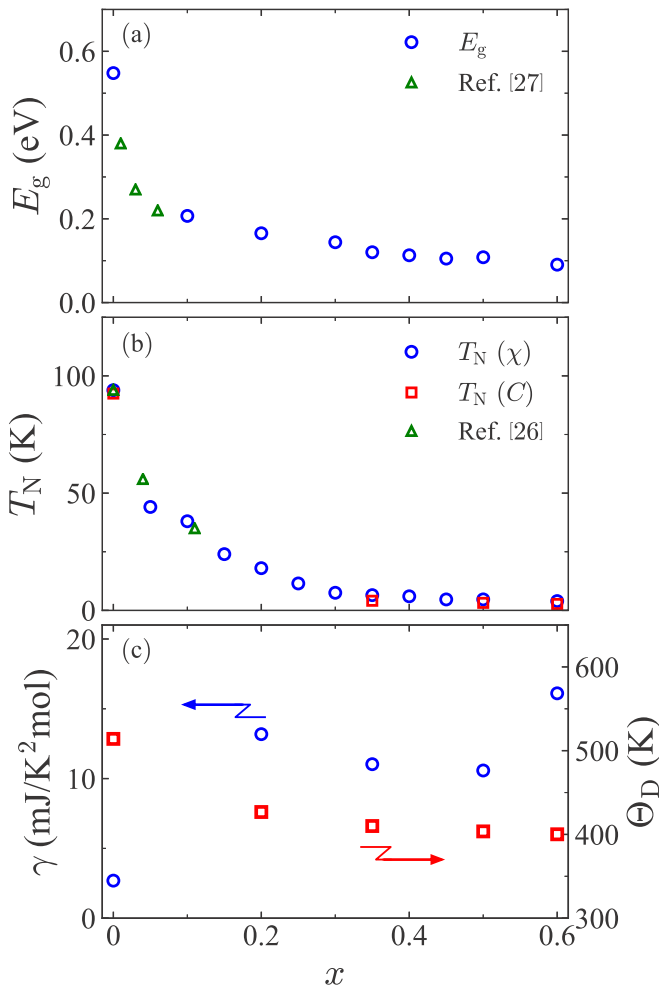 (a)
E_g
Ref. [27]
0.6
0.4
0.2
0.0
E_g (eV)
(b)
T_N (χ)
T_N (C)
Ref. [26]
100
50
0
T_N (K)
(c)
20
10
0
γ (mJ/K²mol)
600
500
400
300
Θ_D (K)
0 0.2 0.4 0.6
x